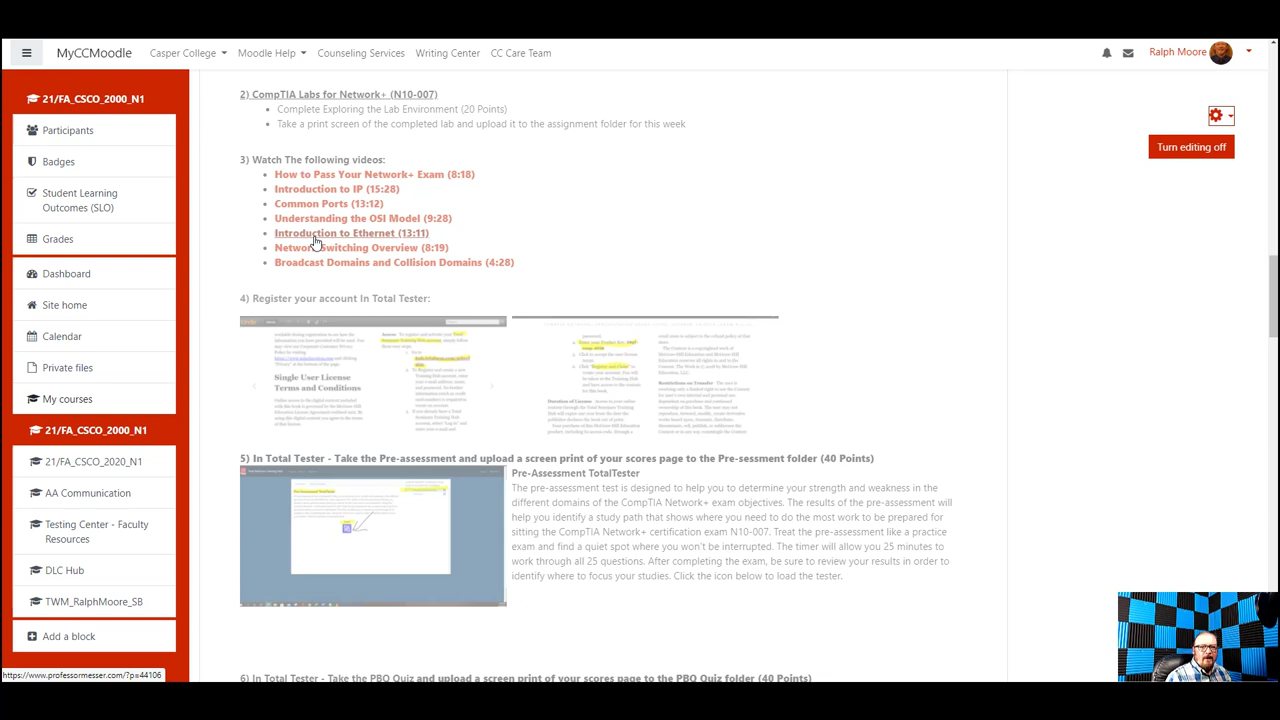 MyCCMoodle
Casper College
Moodle Help
Counseling Services
Writing Center
CC Care Team
Ralph Moore
21/FA_CSCO_2000_N1
Participants
Badges
Student Learning
Outcomes (SLO)
Grades
Dashboard
Site home
Calendar
Private files
My courses
21/FA_CSCO_2000_N1
21/FA_CSCO_2020_N1
AA Communication
Testing Center - Faculty
Resources
DLC Hub
TWM_RalphMoore_SB
Add a block
https://www.professormesser.com/?p=44106
Turn editing off
2) CompTIA Labs for Network+ (N10-007)
Complete Exploring the Lab Environment (20 Points)
Take a print screen of the completed lab and upload it to the assignment folder for this week
3) Watch The following videos:
How to Pass Your Network+ Exam (8:18)
Introduction to IP (15:28)
Common Ports (13:12)
Understanding the OSI Model (9:28)
Introduction to Ethernet (13:11)
Network Switching Overview (8:19)
Broadcast Domains and Collision Domains (4:28)
4) Register your account In Total Tester:
Single User License
Terms and Conditions
5) In Total Tester - Take the Pre-assessment and upload a screen print of your scores page to the Pre-sessment folder (40 Points)
Pre-Assessment TotalTester
The pre-assessment test is designed to help you to determine your strength and weakness in the
different domains of the CompTIA Network+ exam objectives. The results of the pre-assessment will
help you identify a study path that shows where you need to do the most work to be prepared for
sitting the CompTIA Network+ certification exam N10-007. Treat the pre-assessment like a practice
exam and find a quiet spot where you won't be interrupted. The timer will allow you 25 minutes to
work through all 25 questions. After completing the exam, be sure to review your results in order to
identify where to focus your studies. Click the icon below to load the tester.
6) In Total Tester - Take the PBQ Quiz and upload a screen print of your scores page to the PBQ Quiz folder (40 Points)